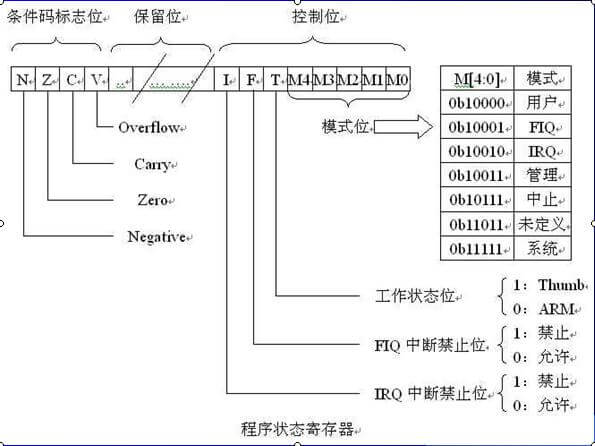 条件码标志位 保留位 控制位
N Z C V .. ........ I F T M4 M3 M2 M1 M0
Overflow
Carry
Zero
Negative
模式位
M[4:0] 模式
0b10000 用户
0b10001 FIQ
0b10010 IRQ
0b10011 管理
0b10111 中止
0b11011 未定义
0b11111 系统
工作状态位
1：Thumb
0：ARM
FIQ 中断禁止位
1：禁止
0：允许
IRQ 中断禁止位
1：禁止
0：允许
程序状态寄存器